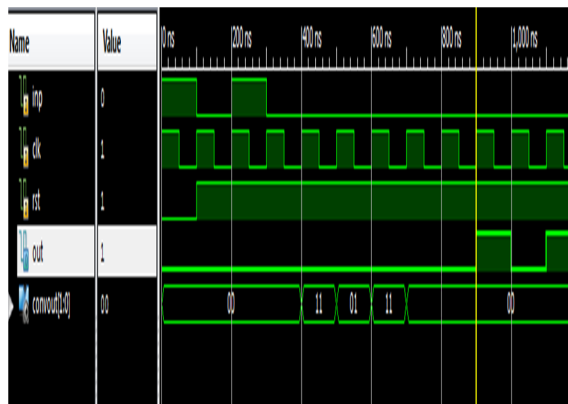 Name Value 0 ns 200 ns 400 ns 600 ns 800 ns 1,000 ns
inp 0
clk 1
rst 1
out 1
convout[1:0] 00 00 11 01 11 00